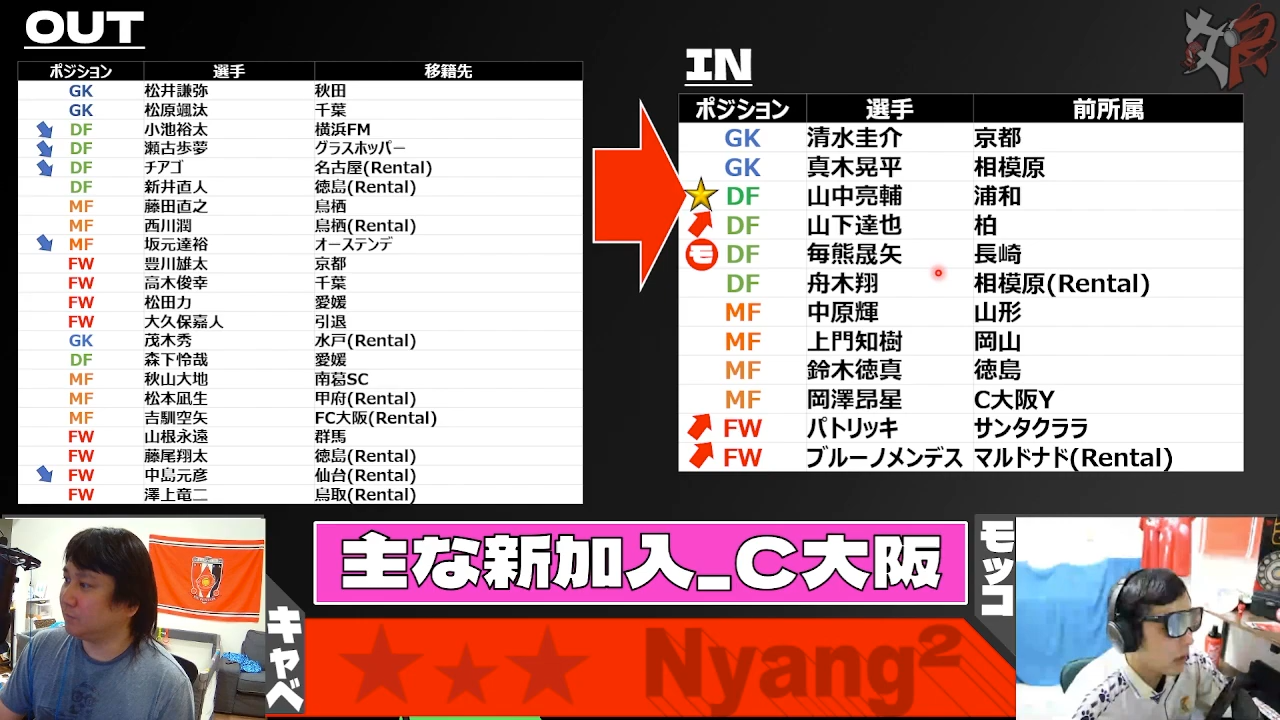 OUT
ポジション 選手 移籍先
GK 松井謙弥 秋田
GK 松原颯汰 千葉
DF 小池裕太 横浜FM
DF 瀬古歩夢 グラスホッパー
DF チアゴ 名古屋(Rental)
DF 新井直人 徳島(Rental)
MF 藤田直之 鳥栖
MF 西川潤 鳥栖(Rental)
MF 坂元達裕 オーステンデ
FW 豊川雄太 京都
FW 高木俊幸 千葉
FW 松田力 愛媛
FW 大久保嘉人 引退
GK 茂木秀 水戸(Rental)
DF 森下怜哉 愛媛
MF 秋山大地 南葛SC
MF 松本凪生 甲府(Rental)
MF 吉馴空矢 FC大阪(Rental)
FW 山根永遠 群馬
FW 藤尾翔太 徳島(Rental)
FW 中島元彦 仙台(Rental)
FW 澤上竜二 鳥取(Rental)
IN
ポジション 選手 前所属
GK 清水圭介 京都
GK 真木晃平 相模原
DF 山中亮輔 浦和
DF 山下達也 柏
モ DF 毎熊晟矢 長崎
DF 舟木翔 相模原(Rental)
MF 中原輝 山形
MF 上門知樹 岡山
MF 鈴木徳真 徳島
MF 岡澤昂星 C大阪Y
FW パトリッキ サンタクララ
FW ブルーノメンデス マルドナド(Rental)
主な新加入_C大阪
キャベ
モッコ
Nyang²